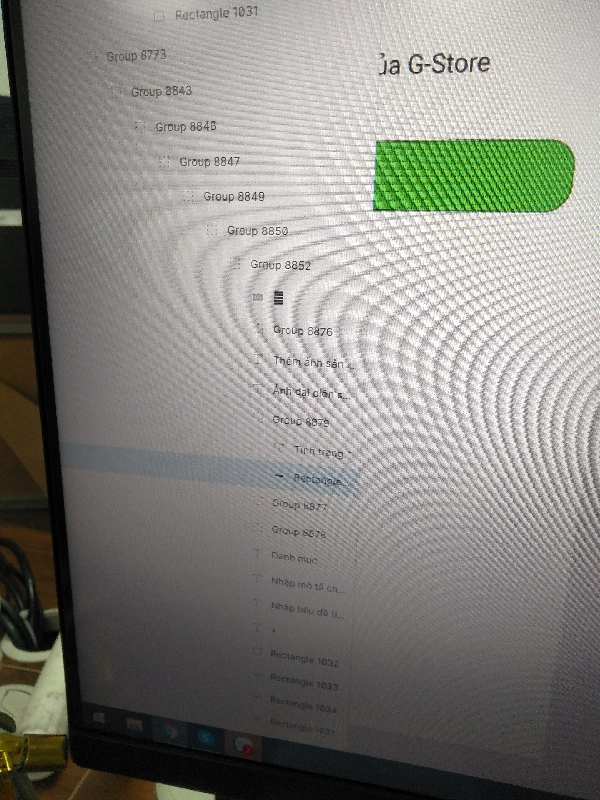 Rectangle 1031
Group 8773
ủa G-Store
Group 8843
Group 8846
Group 8847
Group 8849
Group 8850
Group 8852
Group 8876
Thêm ảnh sản ...
Ảnh đại diện s...
Group 8879
Tình trạng *
Rectangle
Group 8877
Group 8878
Danh mục
Nhập mô tả ch...
Nhập tiêu đề ti...
*
Rectangle 1032
Rectangle 1033
Rectangle 1034
Rectangle 1031